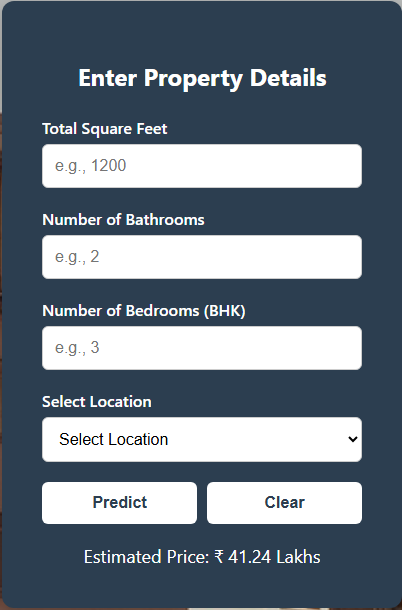 Enter Property Details
Total Square Feet
e.g., 1200
Number of Bathrooms
e.g., 2
Number of Bedrooms (BHK)
e.g., 3
Select Location
Select Location
Predict Clear
Estimated Price: ₹ 41.24 Lakhs